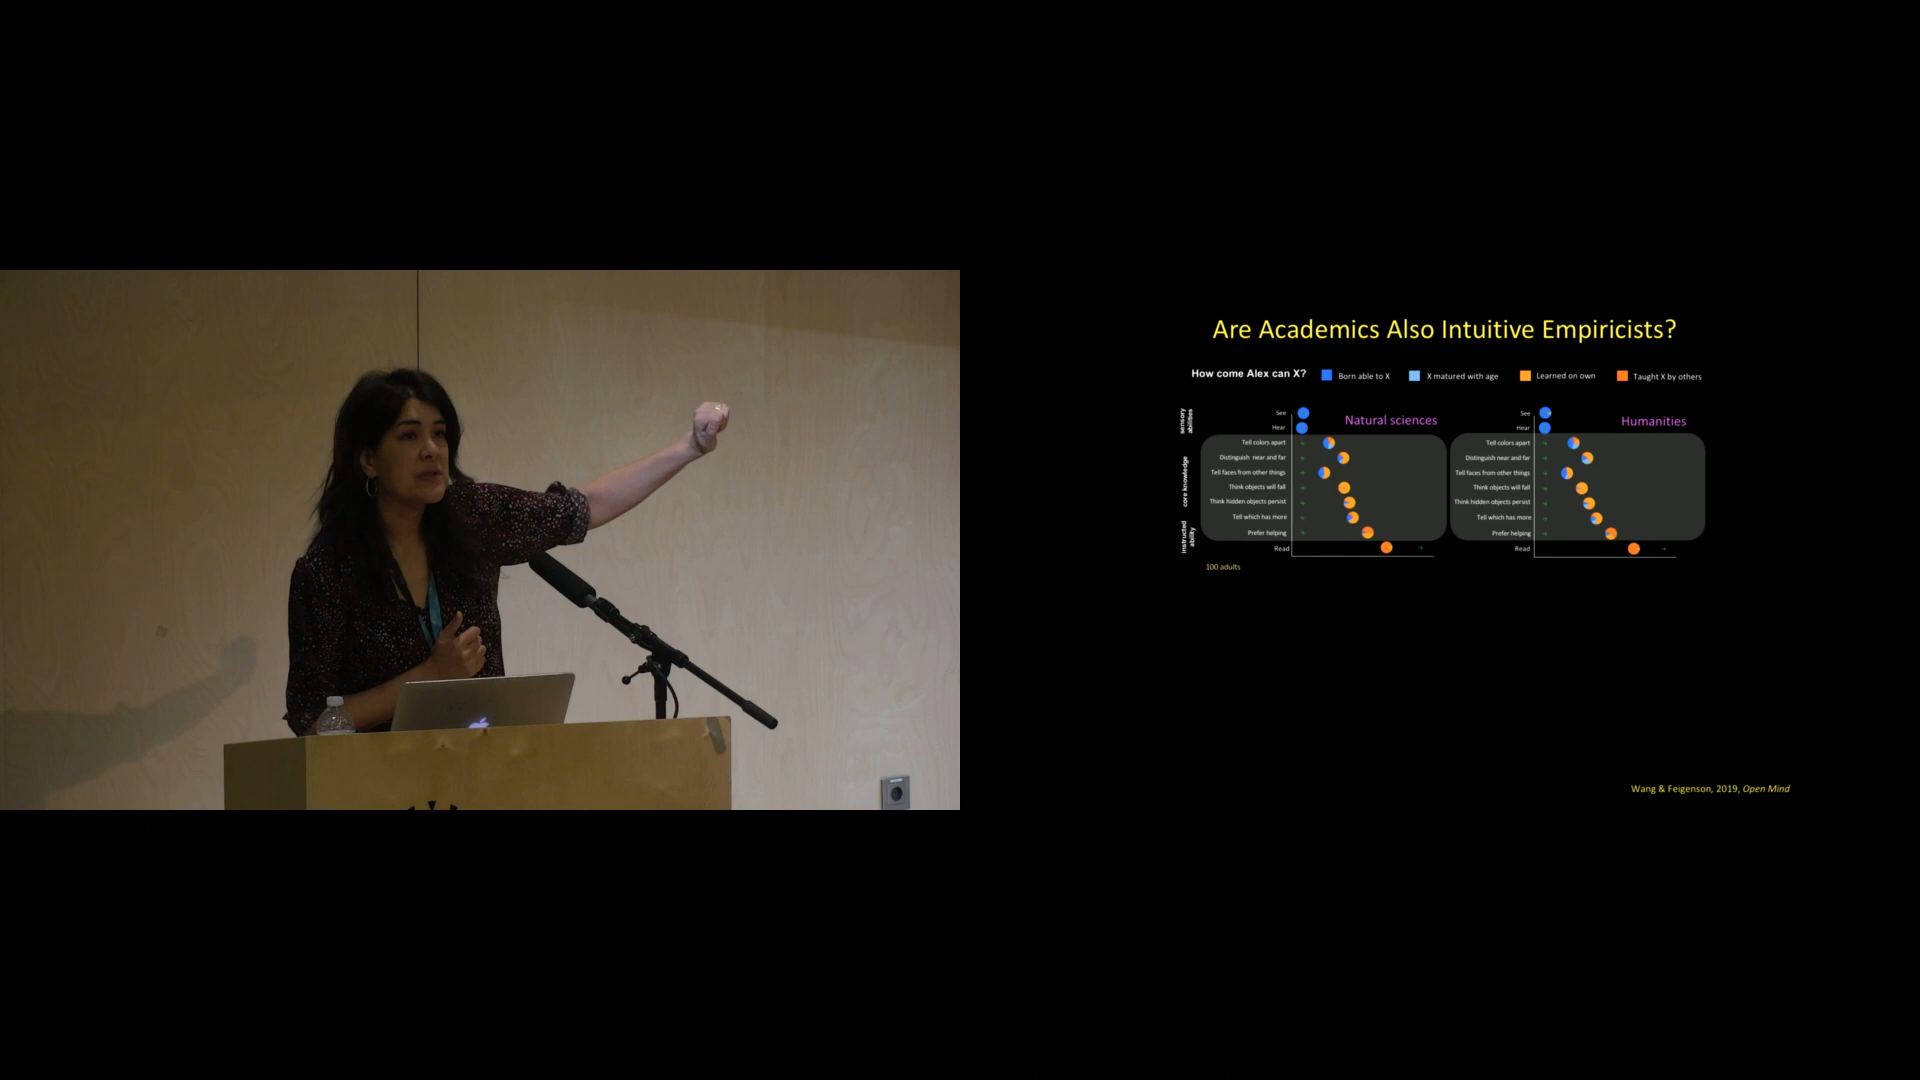 Are Academics Also Intuitive Empiricists?
How come Alex can X? Born able to X X matured with age Learned on own Taught X by others
sensory abilities
core knowledge
instructed ability
Natural sciences
See
Hear
Tell colors apart
Distinguish near and far
Tell faces from other things
Think objects will fall
Think hidden objects persist
Tell which has more
Prefer helping
Read
100 adults
Humanities
See
Hear
Tell colors apart
Distinguish near and far
Tell faces from other things
Think objects will fall
Think hidden objects persist
Tell which has more
Prefer helping
Read
Wang & Feigenson, 2019, Open Mind